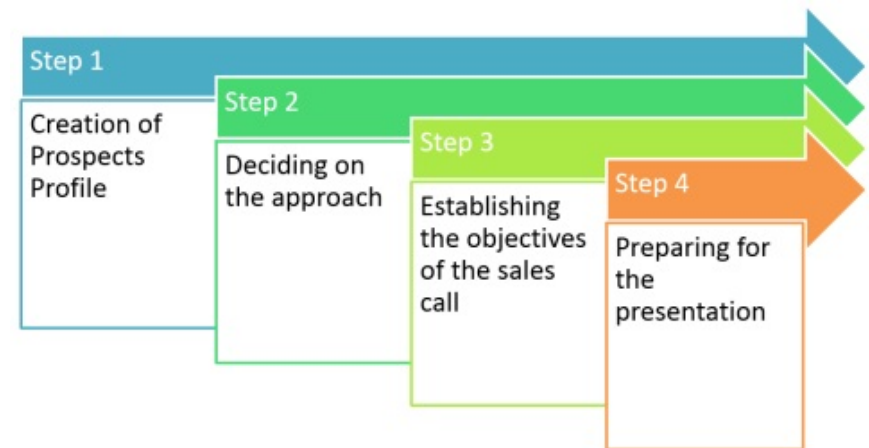 Step 1
Creation of
Prospects
Profile
Step 2
Deciding on
the approach
Step 3
Establishing
the objectives
of the sales
call
Step 4
Preparing for
the
presentation